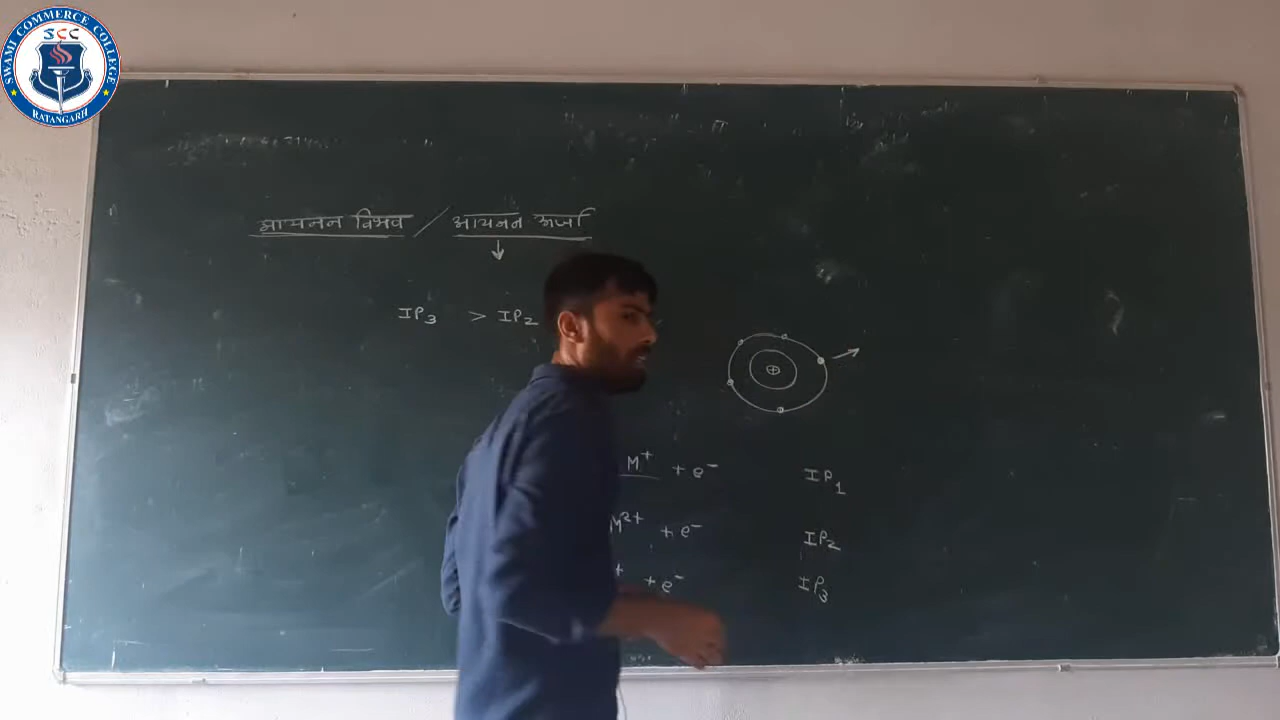 SWAMI COMMERCE COLLEGE
SCC
RATANGARH
आयनन विभव / आयनन ऊर्जा
↓
IP₃ > IP₂
+
M⁺ + e⁻ IP₁
M²⁺ + e⁻ IP₂
⁺ + e⁻ IP₃